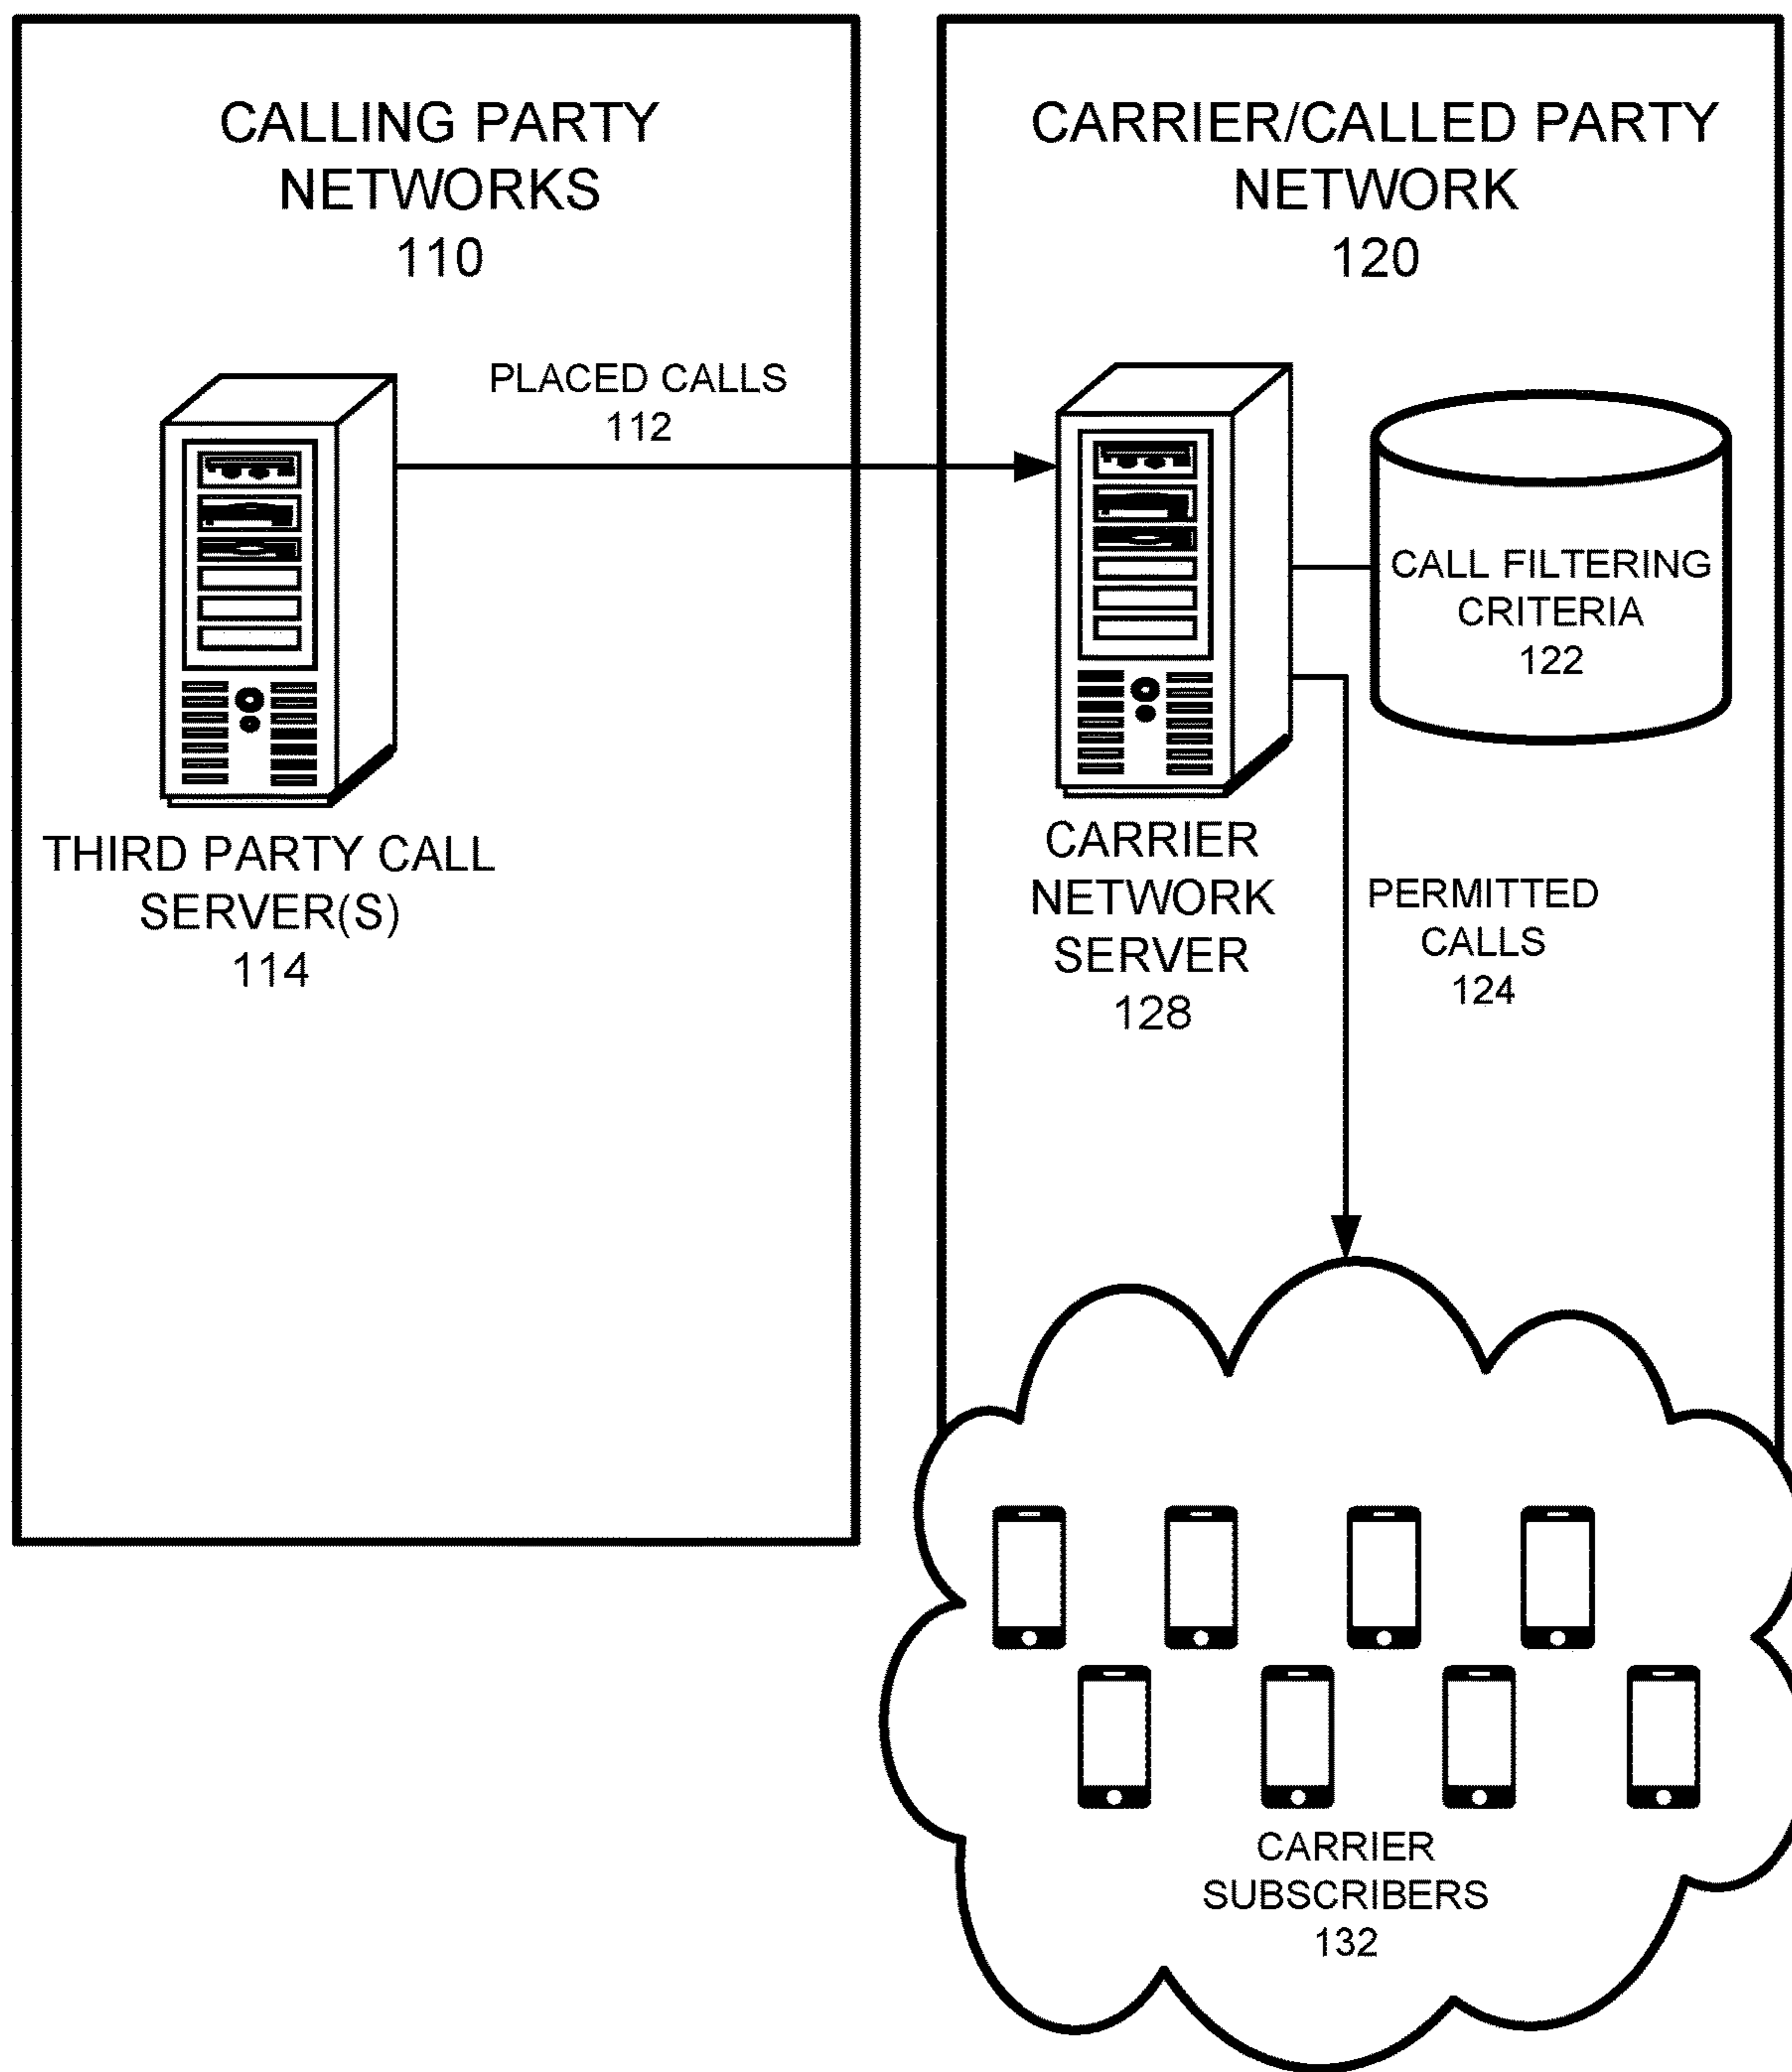 CALLING PARTY
NETWORKS
110
CARRIER/CALLED PARTY
NETWORK
120
PLACED CALLS
112
CALL FILTERING
CRITERIA
122
THIRD PARTY CALL
SERVER(S)
114
CARRIER
NETWORK
SERVER
128
PERMITTED
CALLS
124
CARRIER
SUBSCRIBERS
132